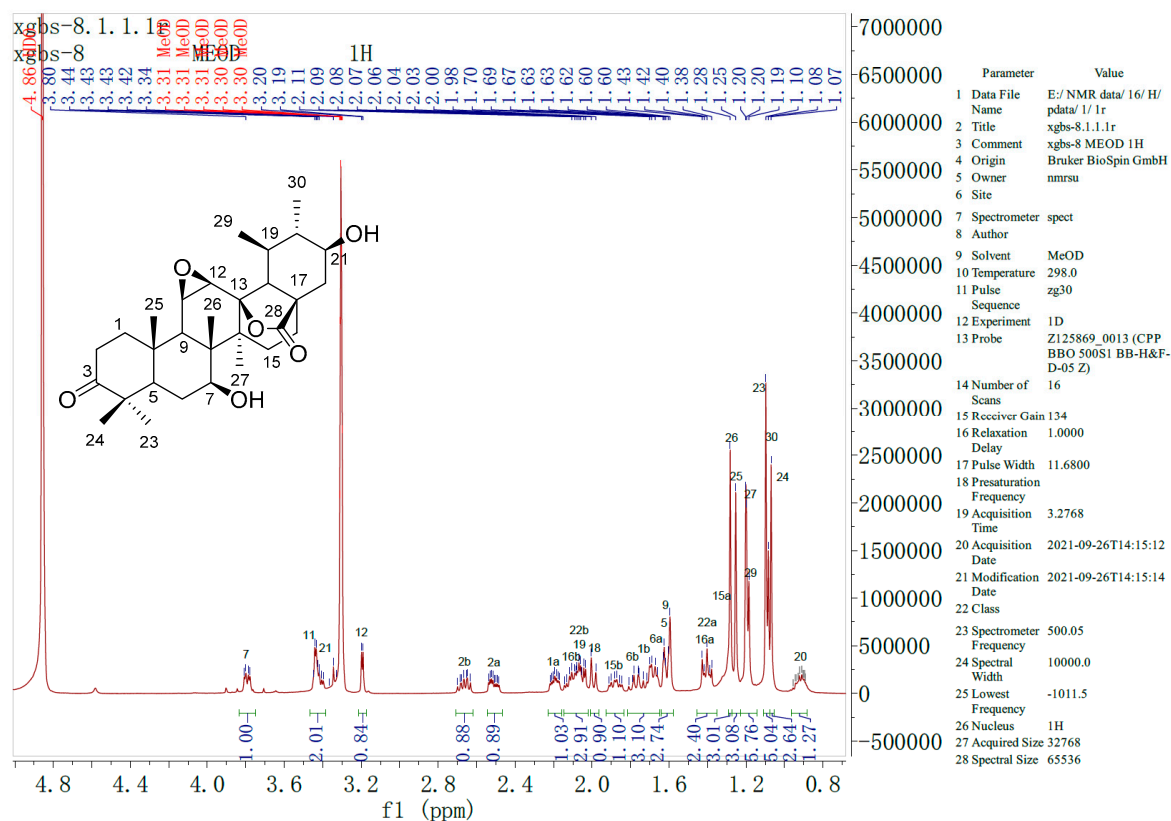 xgbs-8.1.1.1r
xgbs-8 MEOD 1H
4.86 HDO
3.80
3.44
3.43
3.43
3.42
3.34
3.31 MeOD
3.31 MeOD
3.31 MeOD
3.30 MeOD
3.30 MeOD
3.20
3.19
2.11
2.09
2.08
2.07
2.06
2.04
2.03
2.00
1.98
1.70
1.69
1.67
1.63
1.63
1.62
1.60
1.60
1.43
1.42
1.40
1.38
1.28
1.25
1.20
1.20
1.19
1.10
1.08
1.07
30
29
19
OH
21
O
12
13
17
25
26
28
1
9
O
O
15
3
5
27
O
7
OH
24
23
7
11
21
12
2b
2a
1a
16b
22b
19
18
15b
6b
1b
6a
9
5
22a
16a
15a
26
25
27
29
23
30
24
20
1.00
2.01
0.84
0.88
0.89
1.03
2.91
0.90
1.10
3.10
2.74
2.40
3.01
3.08
5.76
5.04
2.64
1.27
4.8
4.4
4.0
3.6
3.2
2.8
2.4
2.0
1.6
1.2
0.8
f1 (ppm)
7000000
6500000
6000000
5500000
5000000
4500000
4000000
3500000
3000000
2500000
2000000
1500000
1000000
500000
0
-500000
Parameter Value
1 Data File E:/ NMR data/ 16/ H/
Name pdata/ 1/ 1r
2 Title xgbs-8.1.1.1r
3 Comment xgbs-8 MEOD 1H
4 Origin Bruker BioSpin GmbH
5 Owner nmrsu
6 Site
7 Spectrometer spect
8 Author
9 Solvent MeOD
10 Temperature 298.0
11 Pulse zg30
Sequence
12 Experiment 1D
13 Probe Z125869_0013 (CPP
BBO 500S1 BB-H&F-
D-05 Z)
14 Number of 16
Scans
15 Receiver Gain 134
16 Relaxation 1.0000
Delay
17 Pulse Width 11.6800
18 Presaturation
Frequency
19 Acquisition 3.2768
Time
20 Acquisition 2021-09-26T14:15:12
Date
21 Modification 2021-09-26T14:15:14
Date
22 Class
23 Spectrometer 500.05
Frequency
24 Spectral 10000.0
Width
25 Lowest -1011.5
Frequency
26 Nucleus 1H
27 Acquired Size 32768
28 Spectral Size 65536